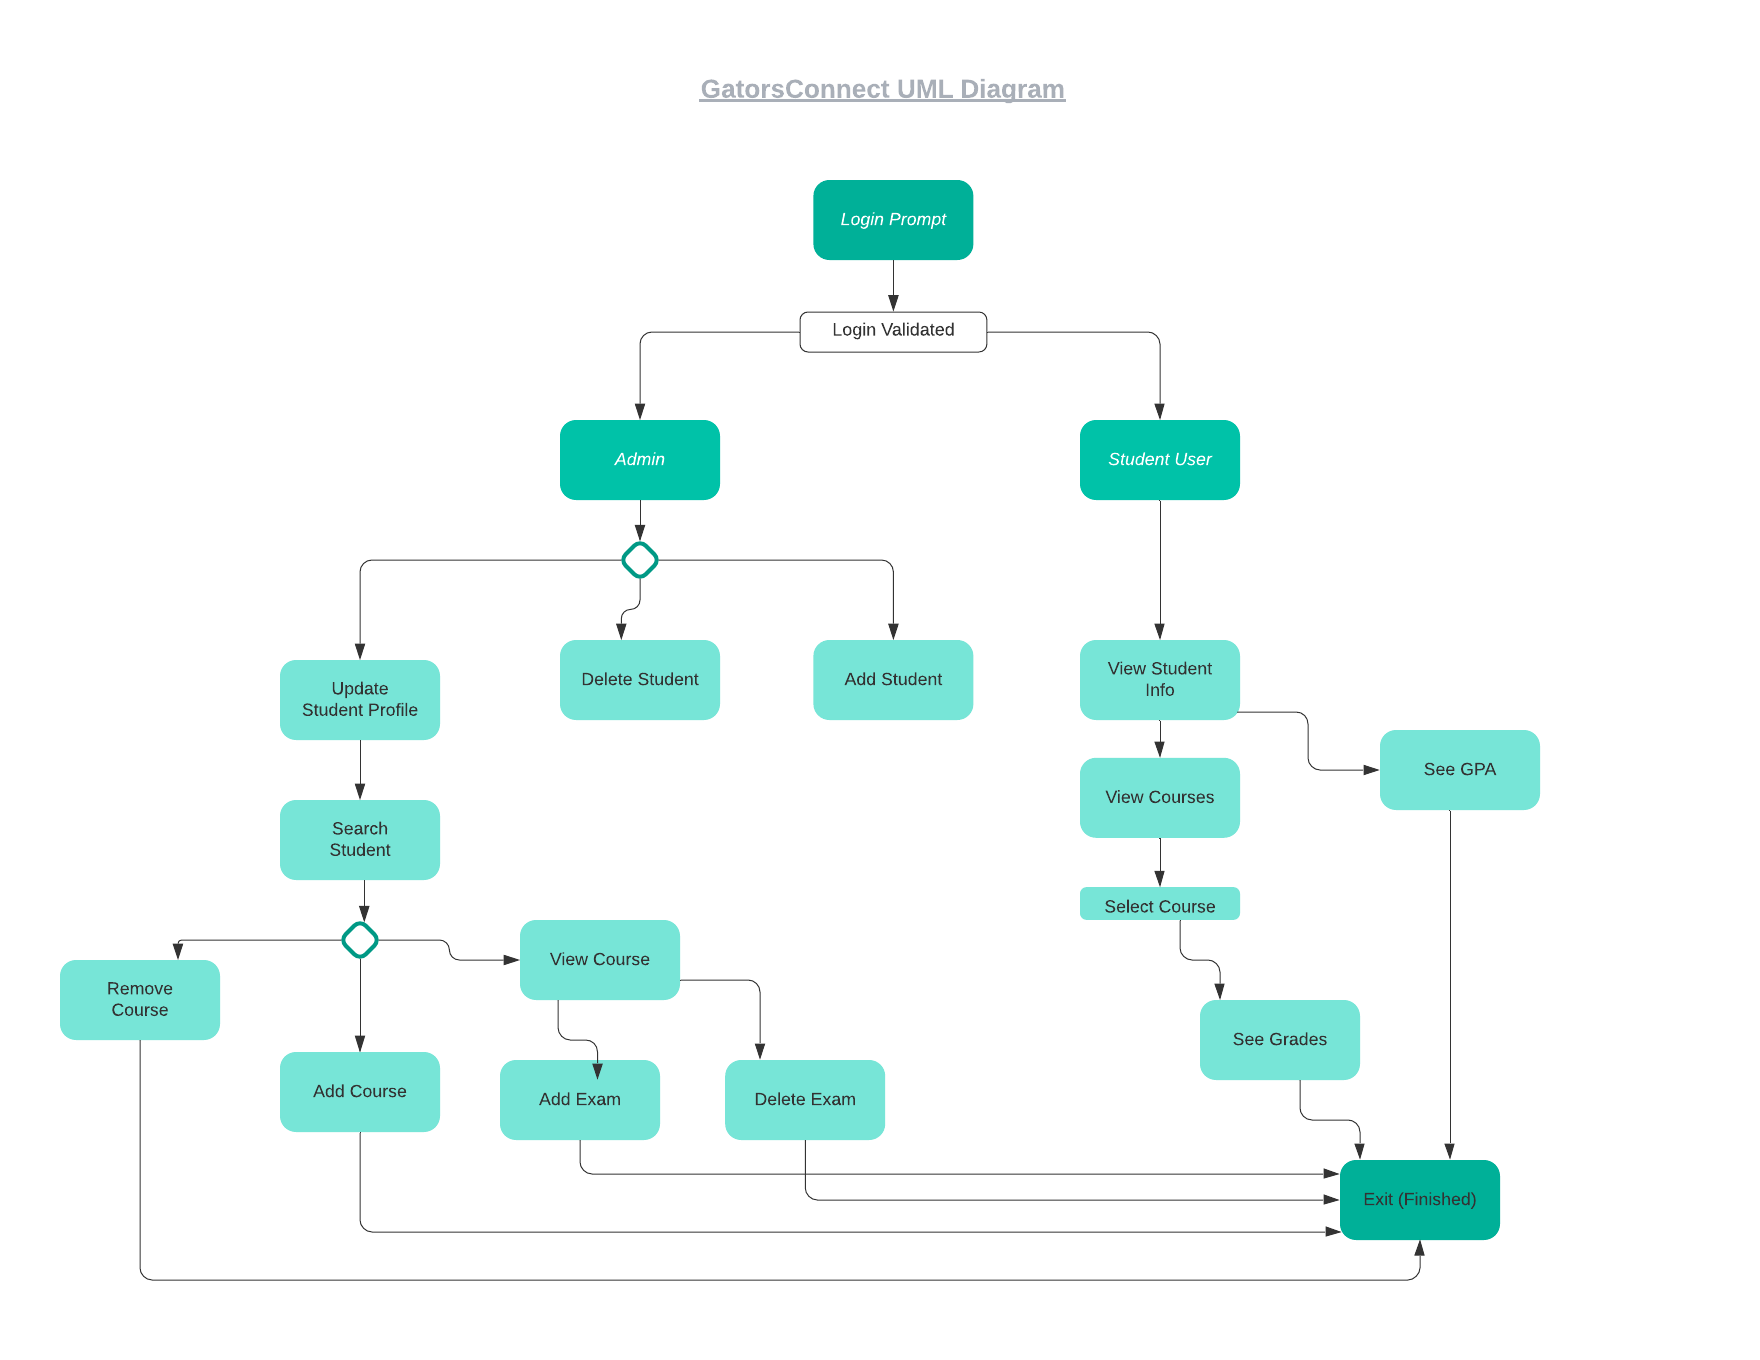 GatorsConnect UML Diagram
Login Prompt
Login Validated
Admin
Student User
Update
Student Profile
Delete Student
Add Student
View Student
Info
See GPA
View Courses
Search
Student
Select Course
View Course
Remove
Course
See Grades
Add Course
Add Exam
Delete Exam
Exit (Finished)